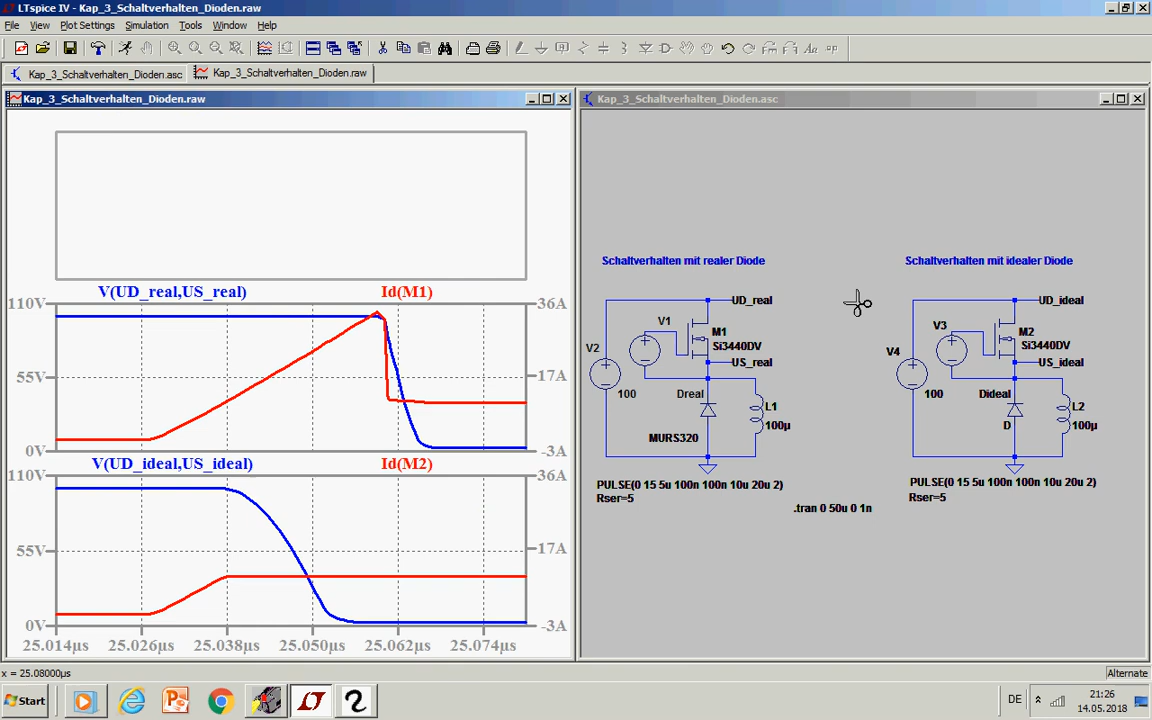 LTspice IV - Kap_3_Schaltverhalten_Dioden.raw
File View Plot Settings Simulation Tools Window Help
Kap_3_Schaltverhalten_Dioden.asc Kap_3_Schaltverhalten_Dioden.raw
Kap_3_Schaltverhalten_Dioden.raw
V(UD_real,US_real) Id(M1)
110V 36A
55V 17A
0V -3A
V(UD_ideal,US_ideal) Id(M2)
110V 36A
55V 17A
0V -3A
25.014µs 25.026µs 25.038µs 25.050µs 25.062µs 25.074µs
Kap_3_Schaltverhalten_Dioden.asc
Schaltverhalten mit realer Diode
UD_real
V1
M1
Si3440DV
V2
US_real
100
Dreal
L1
100µ
MURS320
PULSE(0 15 5u 100n 100n 10u 20u 2)
Rser=5
.tran 0 50u 0 1n
Schaltverhalten mit idealer Diode
UD_ideal
V3
M2
Si3440DV
V4
US_ideal
100
Dideal
L2
D
100µ
PULSE(0 15 5u 100n 100n 10u 20u 2)
Rser=5
x = 25.08000µs
Alternate
Start
DE
21:26
14.05.2018